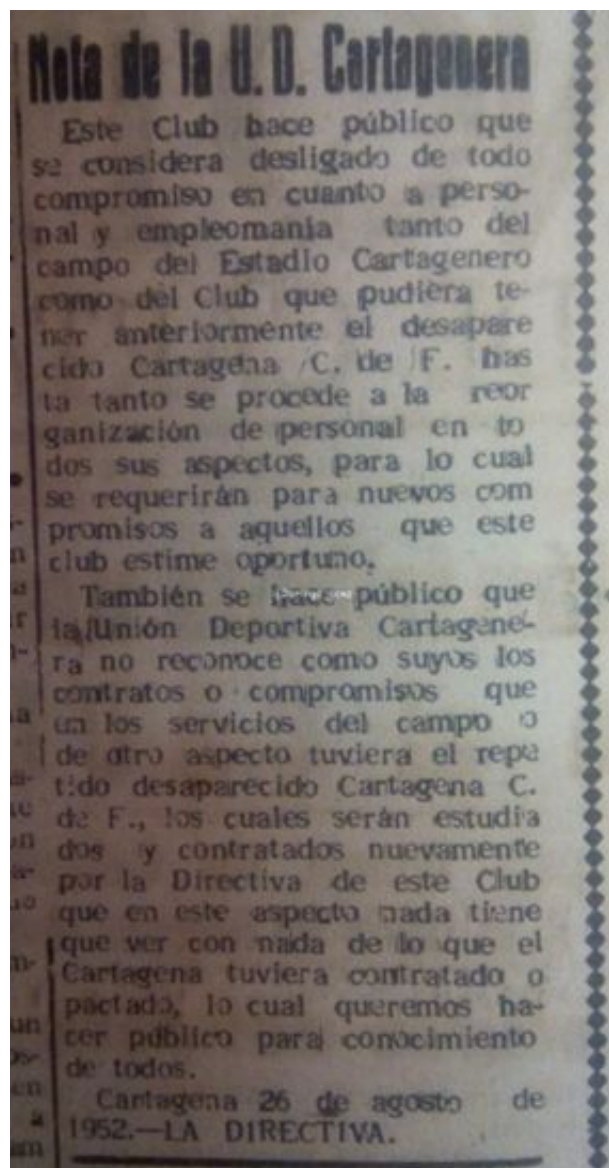 Nota de la U. D. Cartagenera
Este Club hace público que
se considera desligado de todo
compromiso en cuanto a perso-
nal y empleomania tanto del
campo del Estadio Cartagenero
como del Club que pudiera te-
ner anteriormente el desapare
cido Cartagena C. de F. has
ta tanto se procede a la reor
ganización de personal en to
dos sus aspectos, para lo cual
se requerirán para nuevos com
promisos a aquellos que este
club estime oportuno.
También se hace público que
la Unión Deportiva Cartagene-
ra no reconoce como suyos los
contratos o compromisos que
en los servicios del campo o
de otro aspecto tuviera el repe
tido desaparecido Cartagena C.
de F., los cuales serán estudia
dos y contratados nuevamente
por la Directiva de este Club
que en este aspecto nada tiene
que ver con nada de lo que el
Cartagena tuviera contratado o
pactado, lo cual queremos ha-
cer público para conocimiento
de todos.
Cartagena 26 de agosto de
1952.—LA DIRECTIVA.